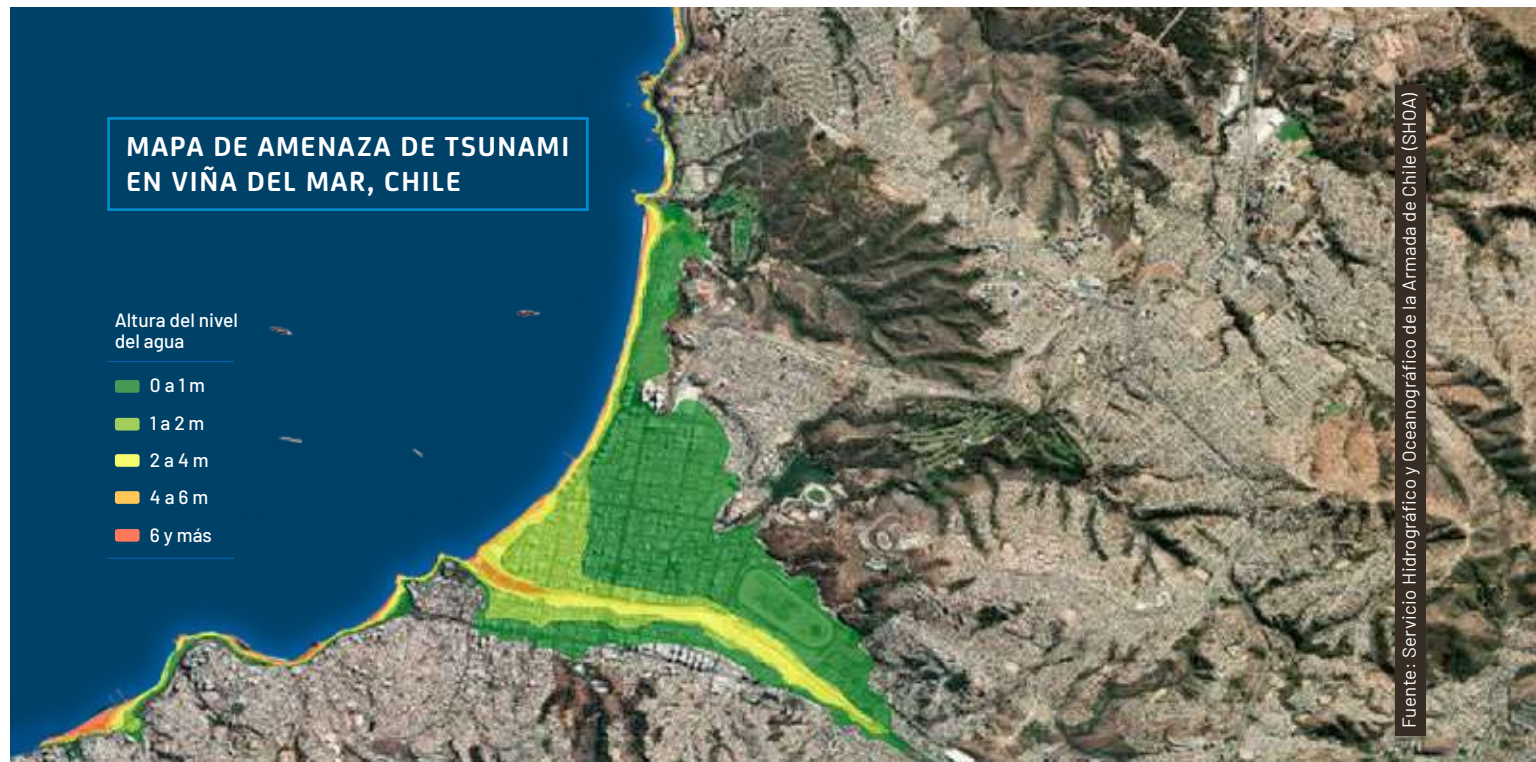 MAPA DE AMENAZA DE TSUNAMI
EN VIÑA DEL MAR, CHILE
Altura del nivel
del agua
0 a 1 m
1 a 2 m
2 a 4 m
4 a 6 m
6 y más
Fuente: Servicio Hidrográfico y Oceanográfico de la Armada de Chile (SHOA)